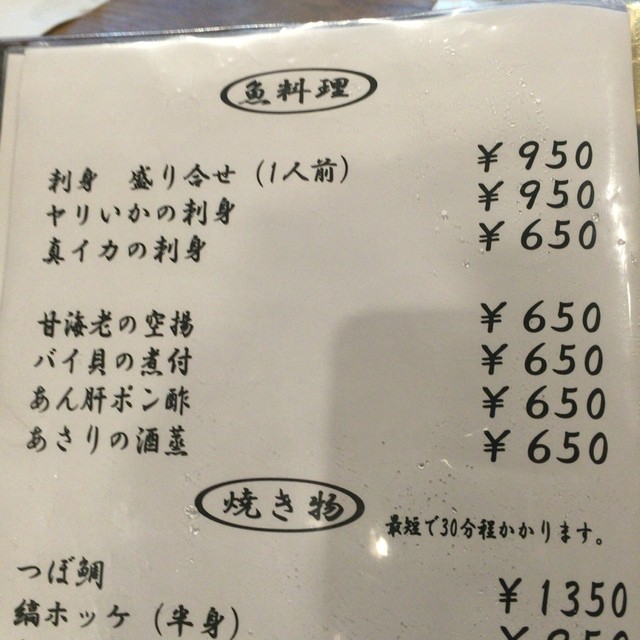 魚料理
刺身 盛り合せ (1人前) ¥950
ヤリいかの刺身 ¥950
真イカの刺身 ¥650
甘海老の空揚 ¥650
バイ貝の煮付 ¥650
あん肝ポン酢 ¥650
あさりの酒蒸 ¥650
焼き物 最短で30分程かかります。
つぼ鯛 ¥1350
縞ホッケ (半身)